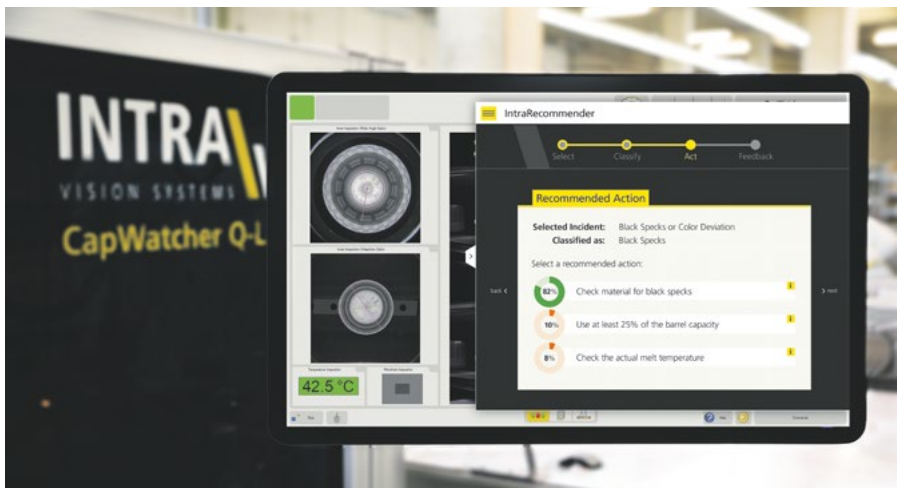 INTRA
VISION SYSTEMS
CapWatcher Q-L
IntraRecommender
Select
Classify
Act
Feedback
Recommended Action
Selected Incident: Black Specks or Color Deviation
Classified as: Black Specks
Select a recommended action:
82% Check material for black specks
10% Use at least 25% of the barrel capacity
8% Check the actual melt temperature
back
next
42.5 °C